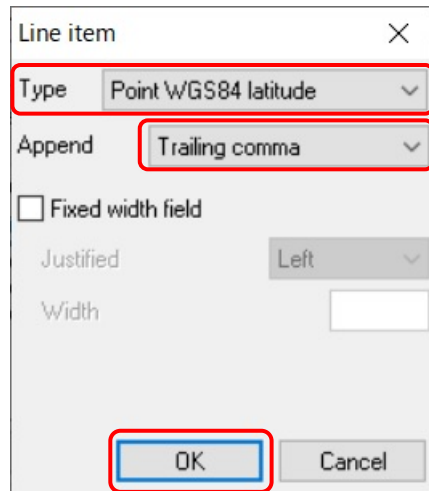 Line item
Type Point WGS84 latitude
Append Trailing comma
Fixed width field
Justified Left
Width
OK Cancel